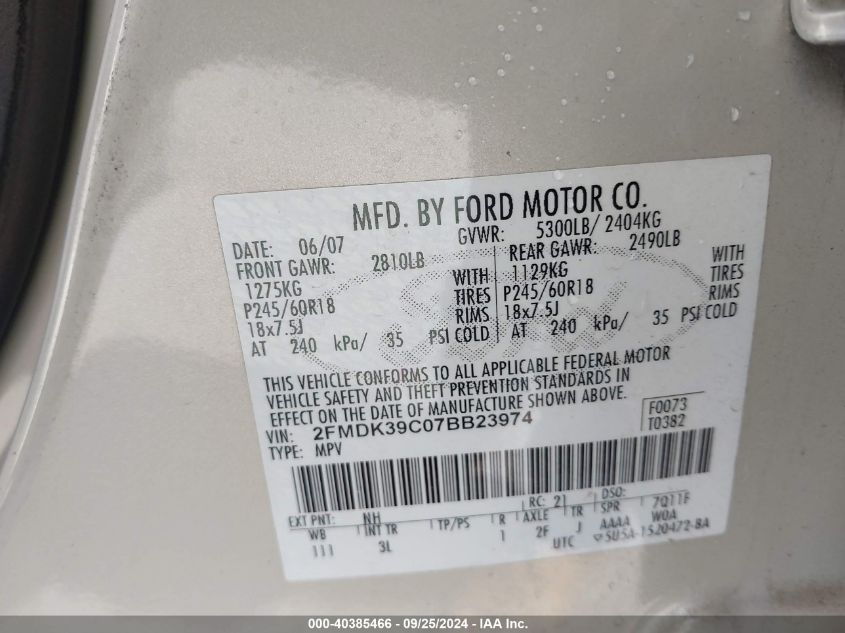 MFD. BY FORD MOTOR CO.
DATE: 06/07 GVWR: 5300LB/ 2404KG
FRONT GAWR: 2810LB REAR GAWR: 2490LB
1275KG WITH 1129KG WITH
P245/60R18 TIRES P245/60R18 TIRES
18x7.5J RIMS 18x7.5J RIMS
AT 240 kPa/ 35 PSI COLD AT 240 kPa/ 35 PSI COLD
THIS VEHICLE CONFORMS TO ALL APPLICABLE FEDERAL MOTOR
VEHICLE SAFETY AND THEFT PREVENTION STANDARDS IN
EFFECT ON THE DATE OF MANUFACTURE SHOWN ABOVE.
VIN: 2FMDK39C07BB23974 F0073
TYPE: MPV T0382
RC: 21 DSO:
EXT PNT: NH 7Q11F
WB INT TR TP/PS R AXLE TR SPR WOA
111 3L 1 2F J AAAA
UTC 5U5A-1520472-BA
000-40385466 - 09/25/2024 - IAA Inc.